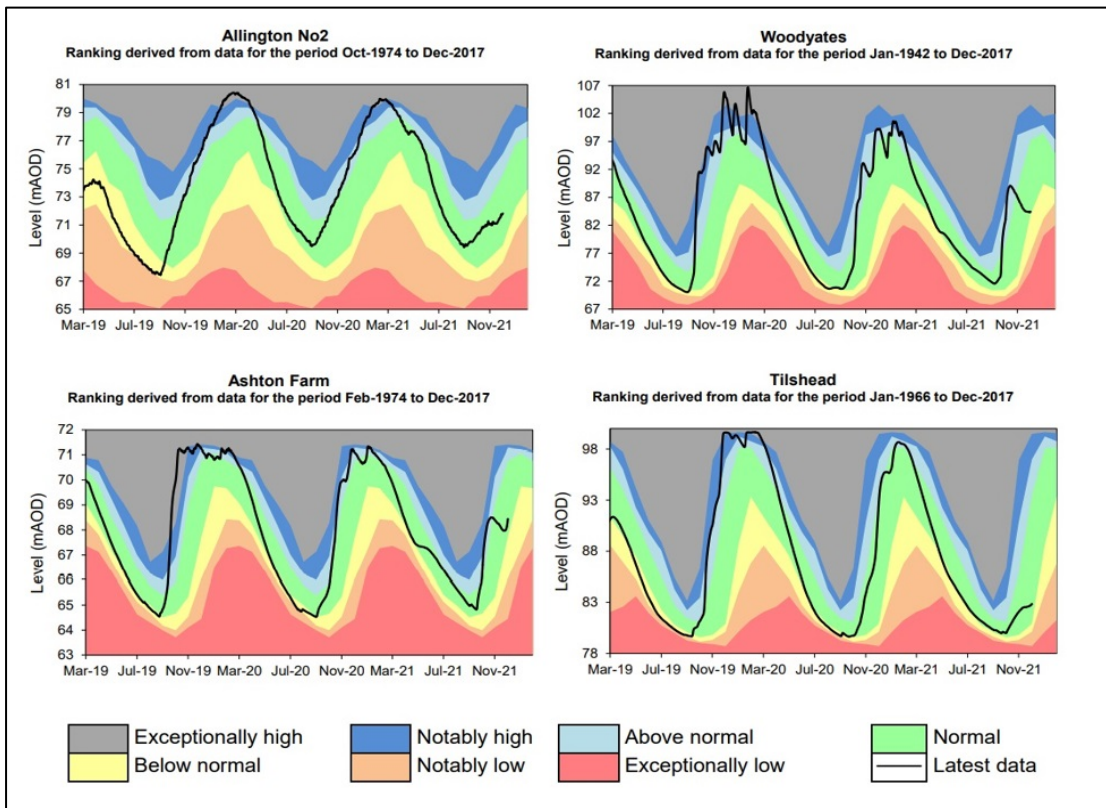 Allington No2
Ranking derived from data for the period Oct-1974 to Dec-2017
Level (mAOD)
81
79
77
75
73
71
69
67
65
Mar-19 Jul-19 Nov-19 Mar-20 Jul-20 Nov-20 Mar-21 Jul-21 Nov-21
Woodyates
Ranking derived from data for the period Jan-1942 to Dec-2017
Level (mAOD)
107
102
97
92
87
82
77
72
67
Mar-19 Jul-19 Nov-19 Mar-20 Jul-20 Nov-20 Mar-21 Jul-21 Nov-21
Ashton Farm
Ranking derived from data for the period Feb-1974 to Dec-2017
Level (mAOD)
72
71
70
68
67
66
65
64
63
Mar-19 Jul-19 Nov-19 Mar-20 Jul-20 Nov-20 Mar-21 Jul-21 Nov-21
Tilshead
Ranking derived from data for the period Jan-1966 to Dec-2017
Level (mAOD)
98
93
88
83
78
Mar-19 Jul-19 Nov-19 Mar-20 Jul-20 Nov-20 Mar-21 Jul-21 Nov-21
Exceptionally high Notably high Above normal Normal
Below normal Notably low Exceptionally low Latest data